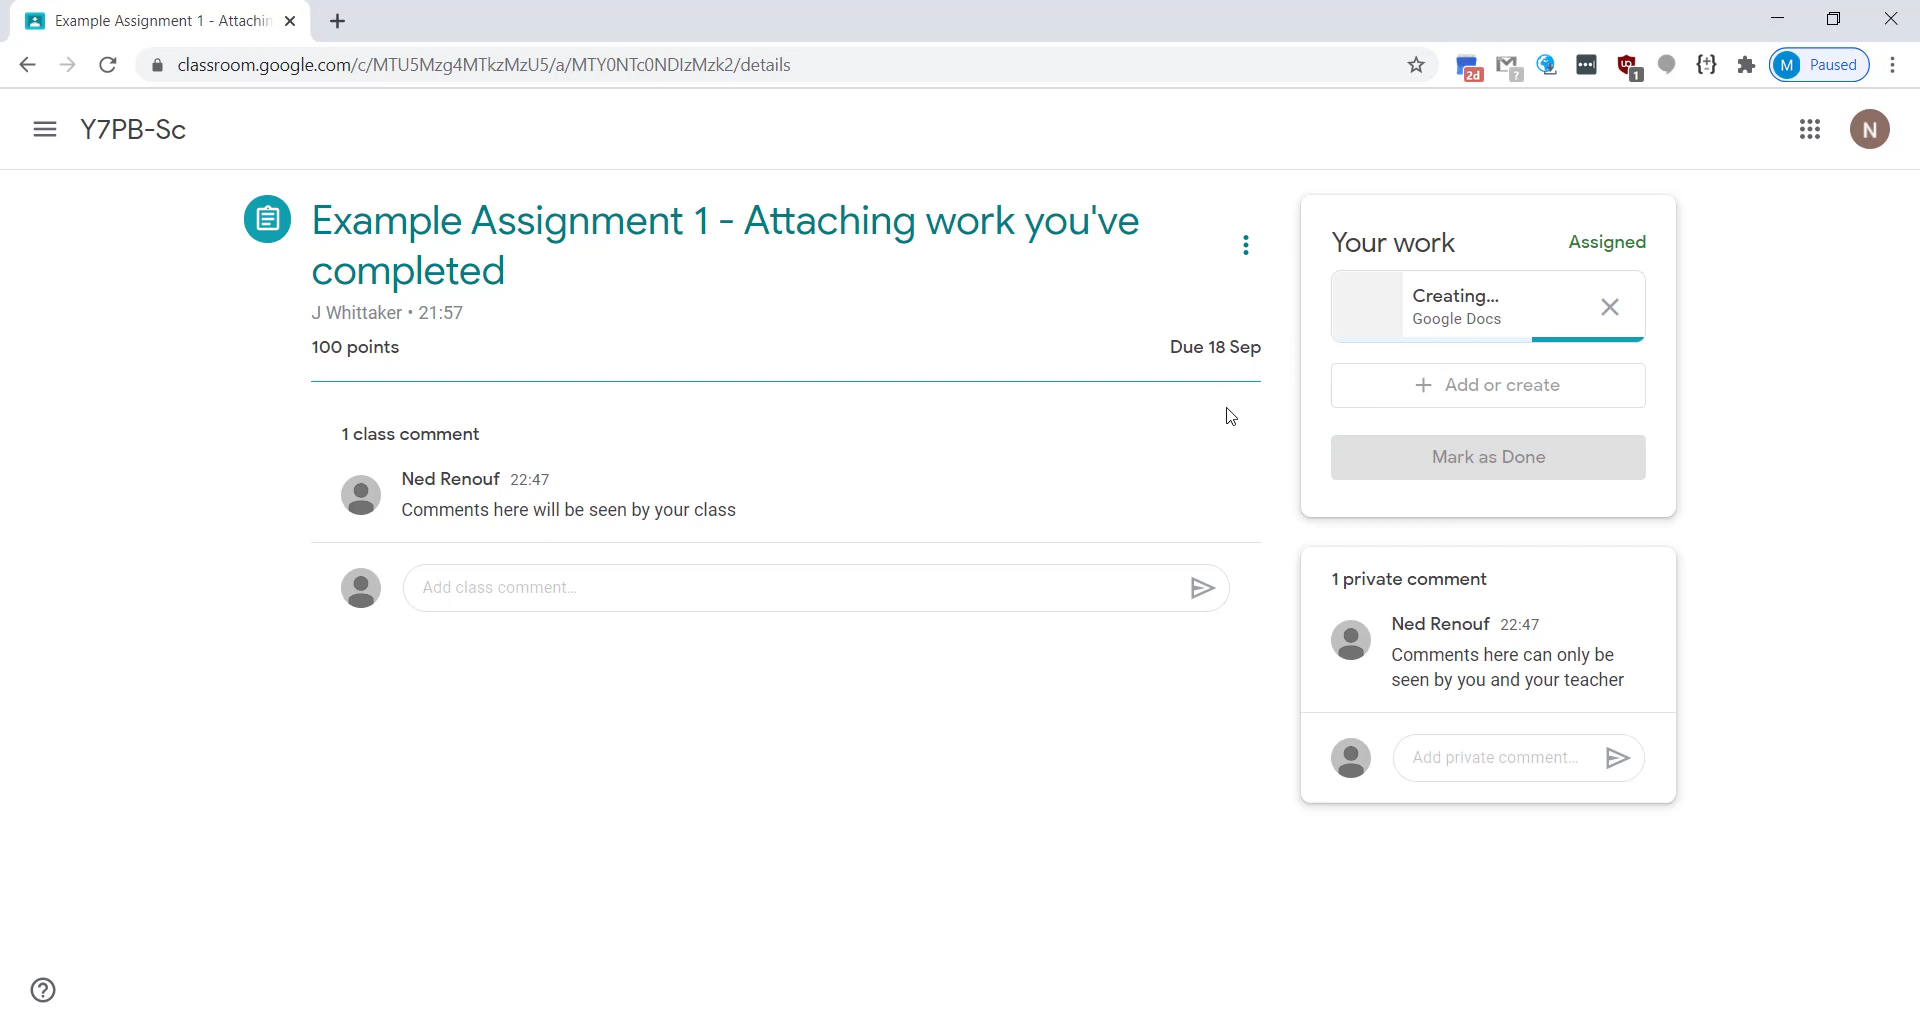 Example Assignment 1 - Attachin
classroom.google.com/c/MTU5Mzg4MTkzMzU5/a/MTY0NTc0NDIzMzk2/details
2d
?
1
{±}
M Paused
Y7PB-Sc
N
Example Assignment 1 - Attaching work you've
completed
J Whittaker • 21:57
100 points
Due 18 Sep
1 class comment
Ned Renouf 22:47
Comments here will be seen by your class
Add class comment...
Your work
Assigned
Creating...
Google Docs
+ Add or create
Mark as Done
1 private comment
Ned Renouf 22:47
Comments here can only be
seen by you and your teacher
Add private comment...
?